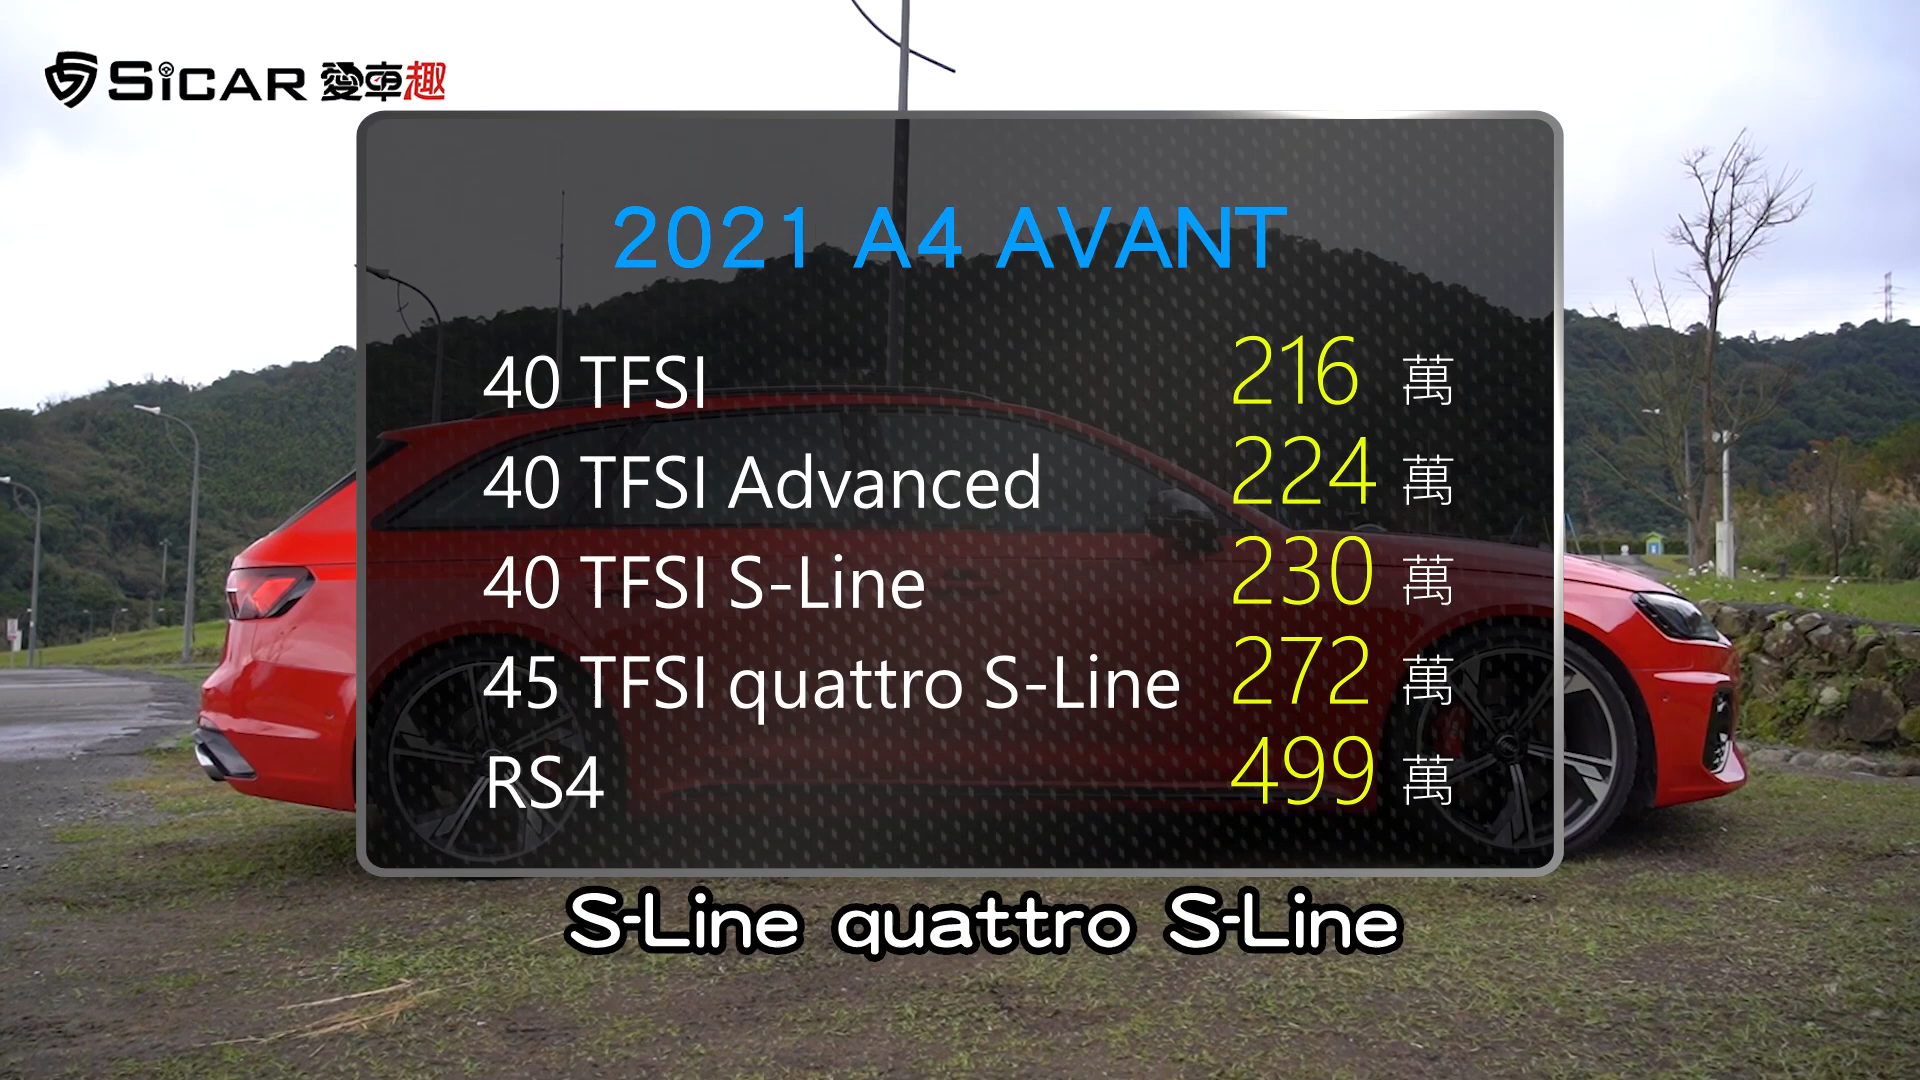 SiCAR 愛車趣
2021 A4 AVANT
40 TFSI 216 萬
40 TFSI Advanced 224 萬
40 TFSI S-Line 230 萬
45 TFSI quattro S-Line 272 萬
RS4 499 萬
S-Line quattro S-Line